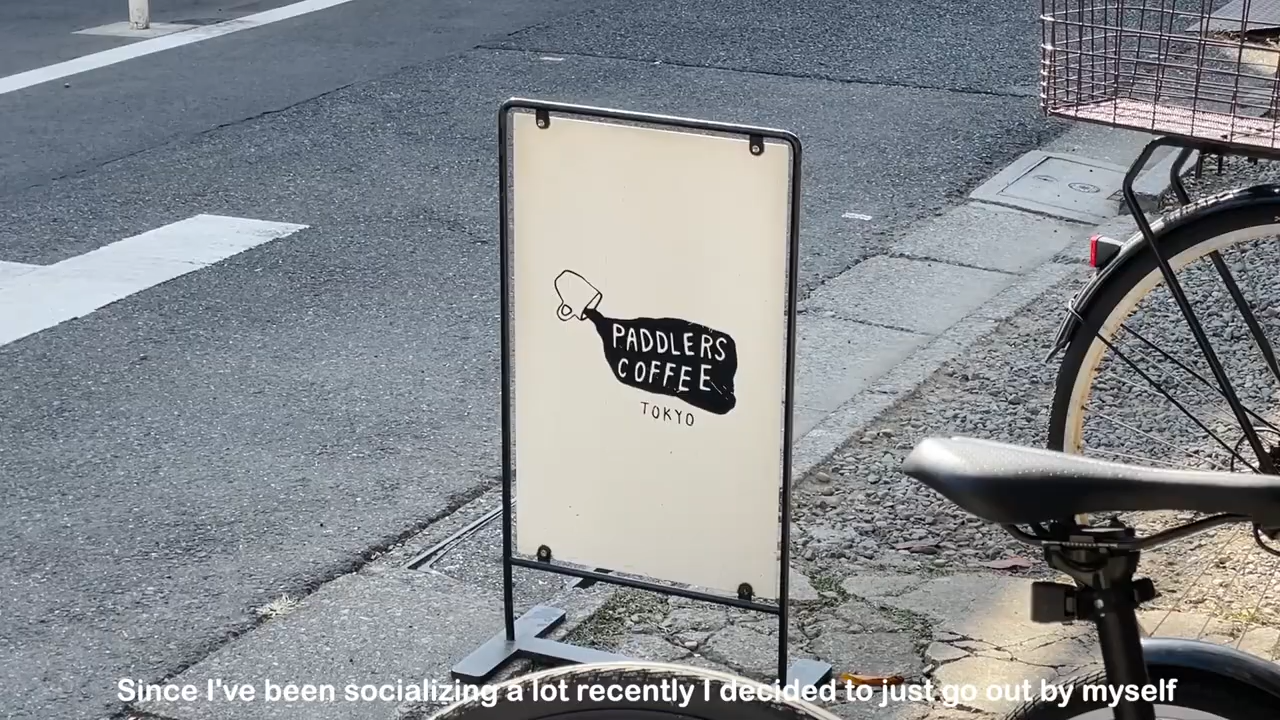 PADDLERS
COFFEE
TOKYO
Since I've been socializing a lot recently I decided to just go out by myself